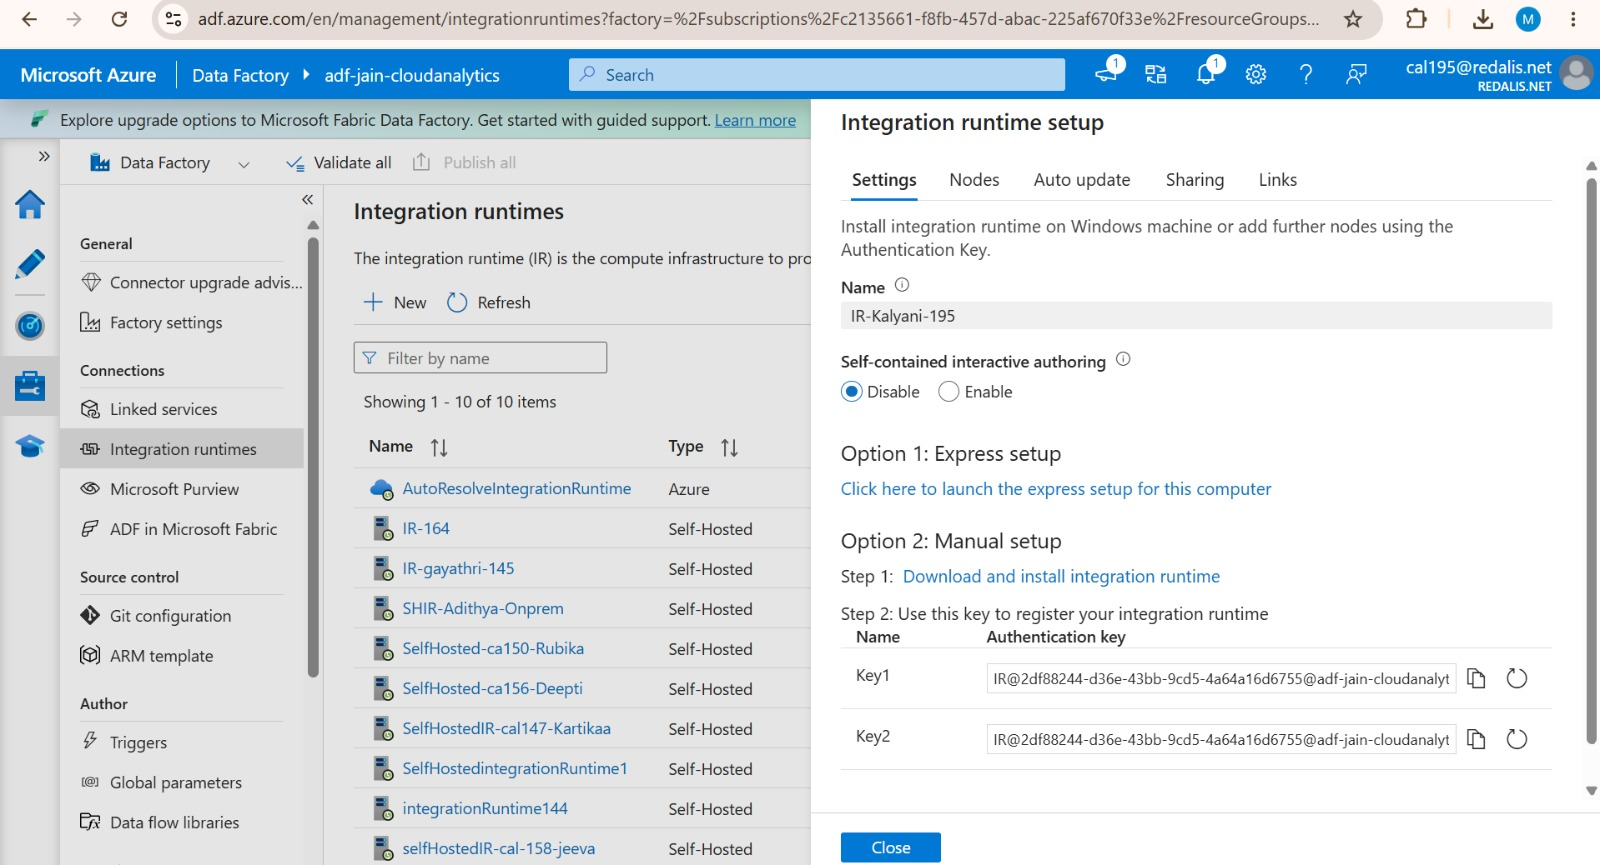 adf.azure.com/en/management/integrationruntimes?factory=%2Fsubscriptions%2Fc2135661-f8fb-457d-abac-225af670f33e%2FresourceGroups...
M
Microsoft Azure
Data Factory
adf-jain-cloudanalytics
Search
1
1
cal195@redalis.net
REDALIS.NET
Explore upgrade options to Microsoft Fabric Data Factory. Get started with guided support. Learn more
Data Factory
Validate all
Publish all
General
Connector upgrade advis...
Factory settings
Connections
Linked services
Integration runtimes
Microsoft Purview
ADF in Microsoft Fabric
Source control
Git configuration
ARM template
Author
Triggers
Global parameters
Data flow libraries
Integration runtimes
The integration runtime (IR) is the compute infrastructure to pro
New
Refresh
Filter by name
Showing 1 - 10 of 10 items
Name Type
AutoResolveIntegrationRuntime Azure
IR-164 Self-Hosted
IR-gayathri-145 Self-Hosted
SHIR-Adithya-Onprem Self-Hosted
SelfHosted-ca150-Rubika Self-Hosted
SelfHosted-ca156-Deepti Self-Hosted
SelfHostedIR-cal147-Kartikaa Self-Hosted
SelfHostedintegrationRuntime1 Self-Hosted
integrationRuntime144 Self-Hosted
selfHostedIR-cal-158-jeeva Self-Hosted
Integration runtime setup
Settings Nodes Auto update Sharing Links
Install integration runtime on Windows machine or add further nodes using the
Authentication Key.
Name
IR-Kalyani-195
Self-contained interactive authoring
Disable Enable
Option 1: Express setup
Click here to launch the express setup for this computer
Option 2: Manual setup
Step 1: Download and install integration runtime
Step 2: Use this key to register your integration runtime
Name Authentication key
Key1 IR@2df88244-d36e-43bb-9cd5-4a64a16d6755@adf-jain-cloudanalyt
Key2 IR@2df88244-d36e-43bb-9cd5-4a64a16d6755@adf-jain-cloudanalyt
Close